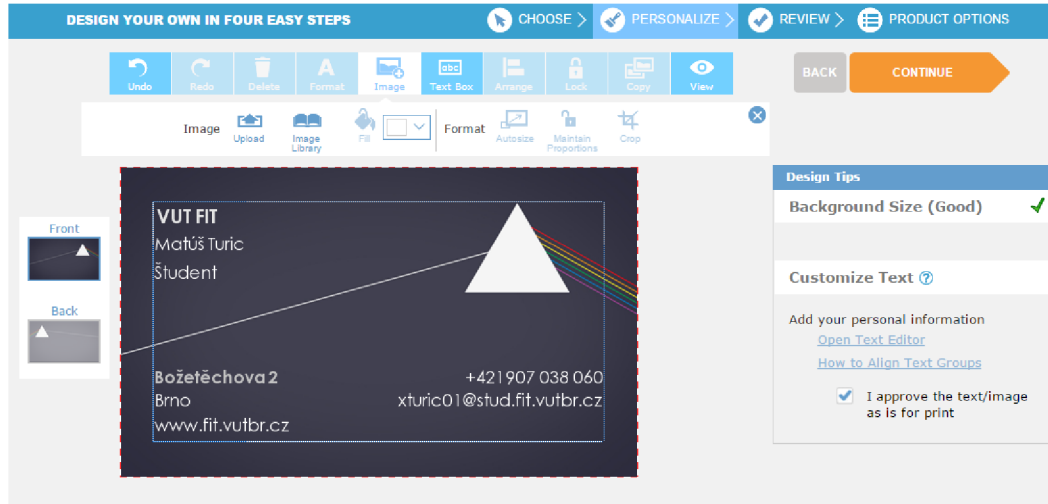 DESIGN YOUR OWN IN FOUR EASY STEPS
CHOOSE >
PERSONALIZE >
REVIEW >
PRODUCT OPTIONS
Undo
Redo
Delete
Format
Image
abc
Text Box
Arrange
Lock
Copy
View
BACK
CONTINUE
Image
Upload
Image
Library
Fill
Format
Autosize
Maintain
Proportions
Crop
Front
Back
VUT FIT
Matúš Turic
Študent
Božetěchova 2
+421907 038 060
Brno
xturic01@stud.fit.vutbr.cz
www.fit.vutbr.cz
Design Tips
Background Size (Good)
Customize Text ?
Add your personal information
Open Text Editor
How to Align Text Groups
I approve the text/image
as is for print